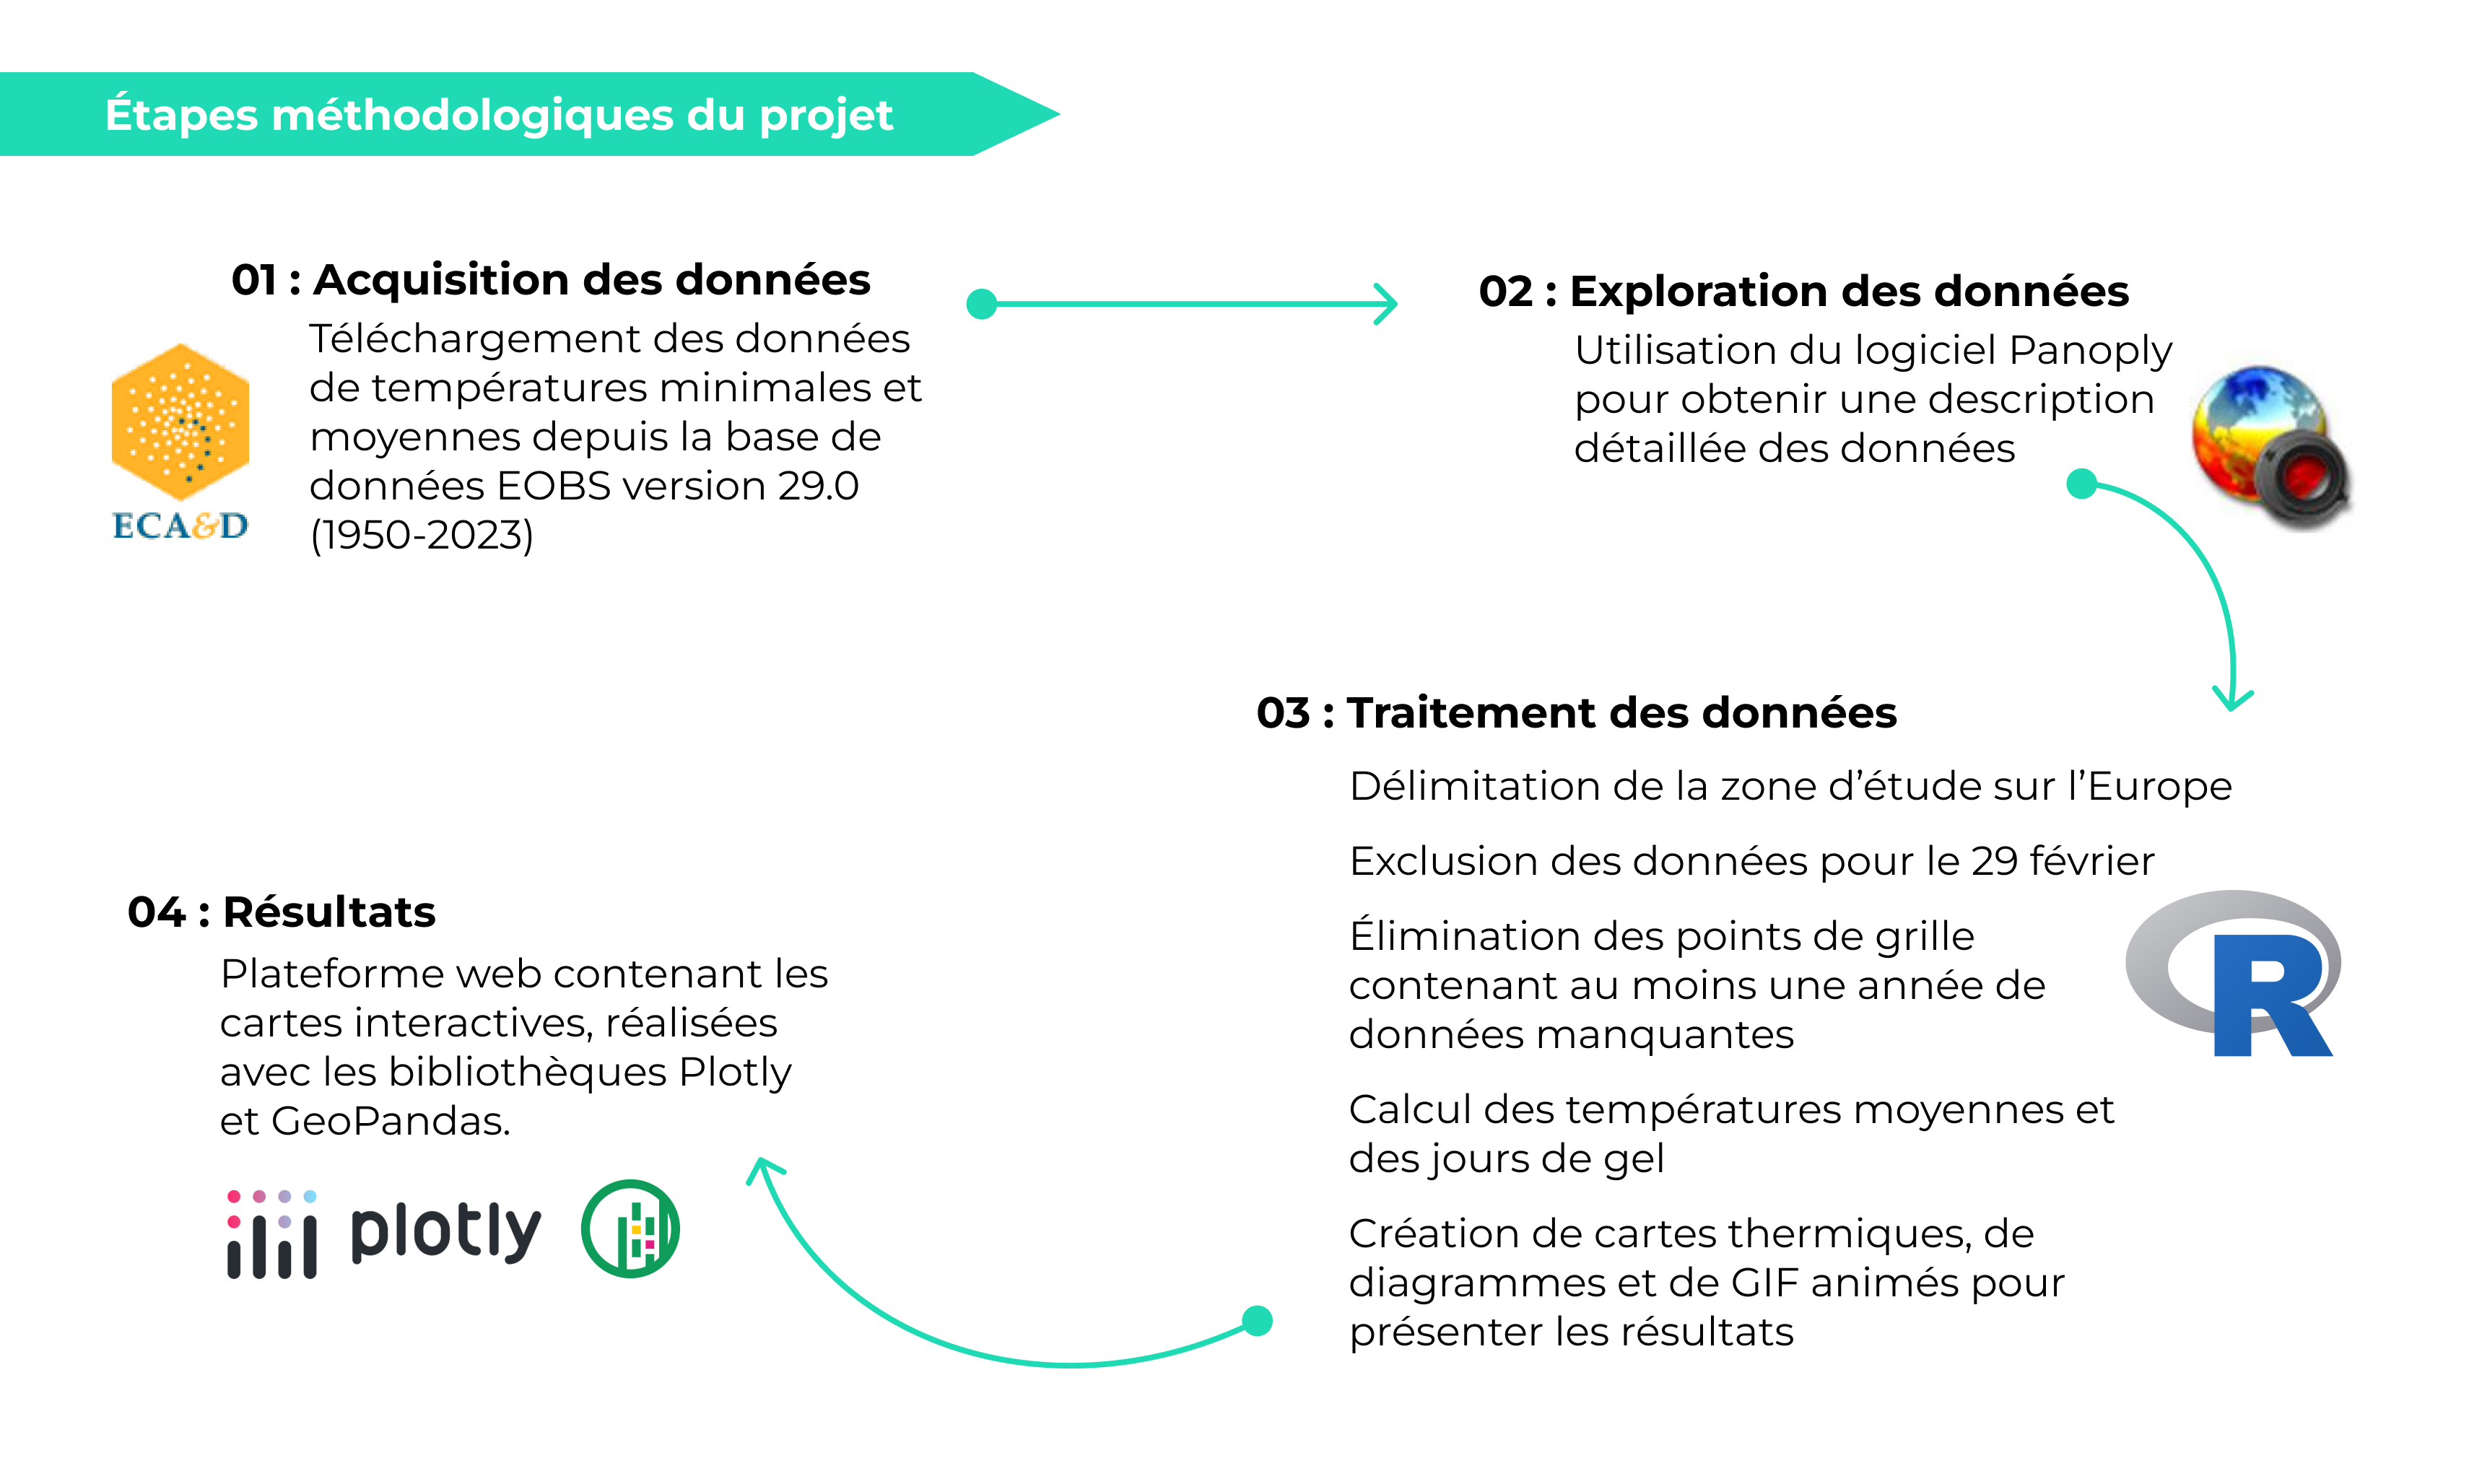 Étapes méthodologiques du projet
01 : Acquisition des données
Téléchargement des données
de températures minimales et
moyennes depuis la base de
données EOBS version 29.0
(1950-2023)
ECA&D
02 : Exploration des données
Utilisation du logiciel Panoply
pour obtenir une description
détaillée des données
03 : Traitement des données
Délimitation de la zone d’étude sur l’Europe
Exclusion des données pour le 29 février
Élimination des points de grille
contenant au moins une année de
données manquantes
Calcul des températures moyennes et
des jours de gel
Création de cartes thermiques, de
diagrammes et de GIF animés pour
présenter les résultats
R
04 : Résultats
Plateforme web contenant les
cartes interactives, réalisées
avec les bibliothèques Plotly
et GeoPandas.
plotly